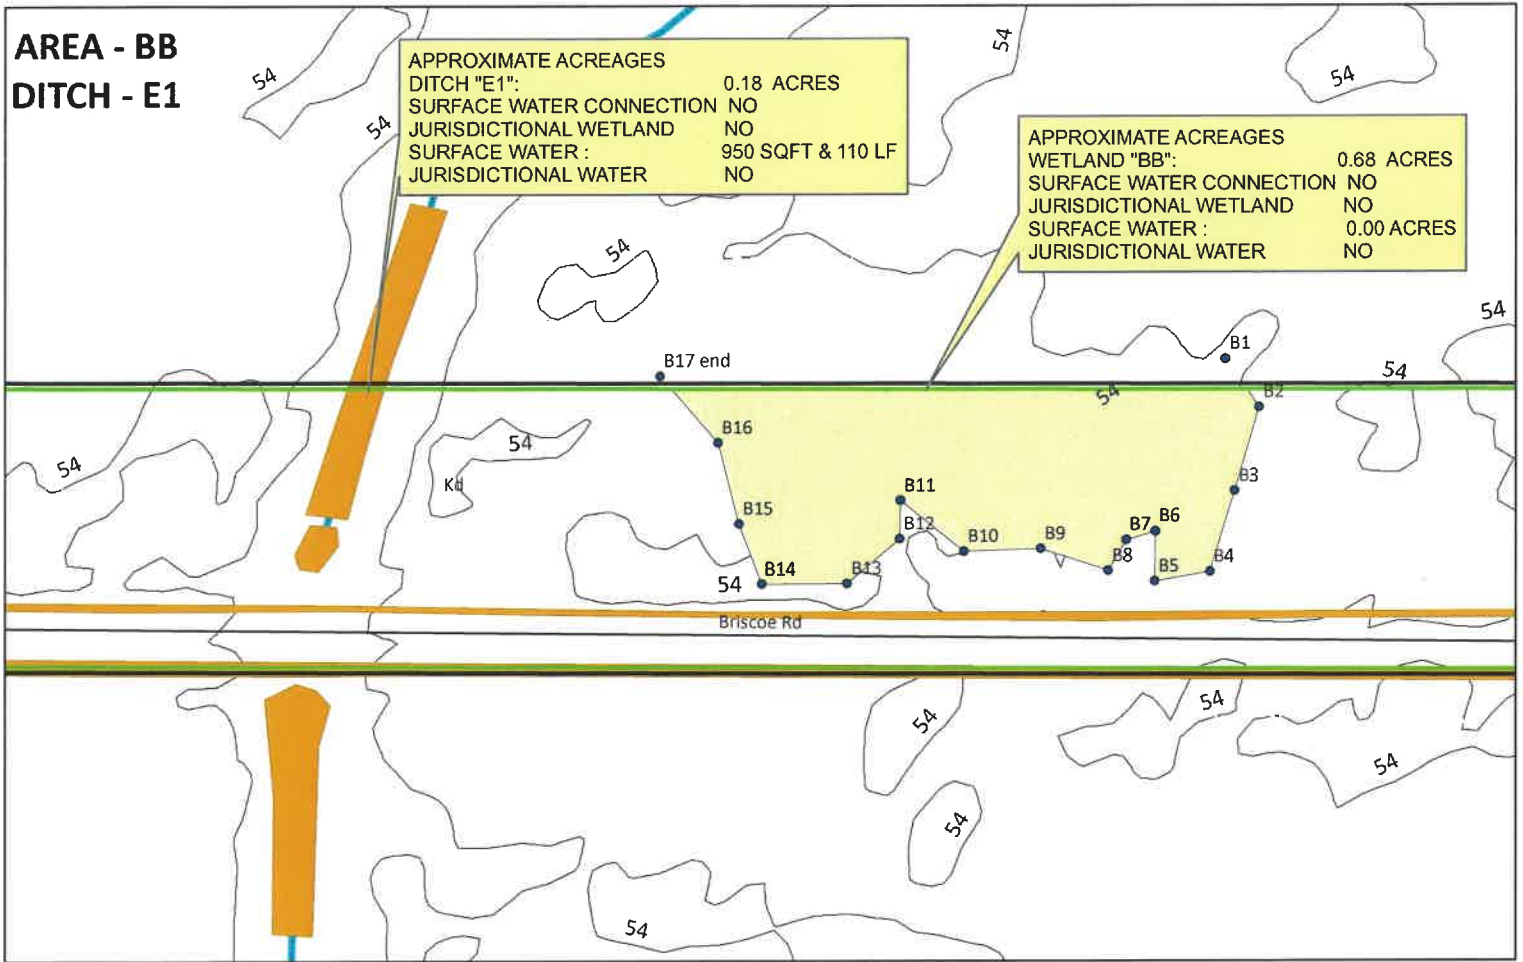 AREA - BB
DITCH - E1
APPROXIMATE ACREAGES
DITCH "E1": 0.18 ACRES
SURFACE WATER CONNECTION NO
JURISDICTIONAL WETLAND NO
SURFACE WATER : 950 SQFT & 110 LF
JURISDICTIONAL WATER NO
APPROXIMATE ACREAGES
WETLAND "BB": 0.68 ACRES
SURFACE WATER CONNECTION NO
JURISDICTIONAL WETLAND NO
SURFACE WATER : 0.00 ACRES
JURISDICTIONAL WATER NO
54
54
54
54
54
54
B1
B17 end
54
54
B2
B16
54
54
Kd
B3
B11
B15
B12
B10
B9
B7
B6
B8
B4
B5
B14
B13
54
Briscoe Rd
54
54
54
54
54